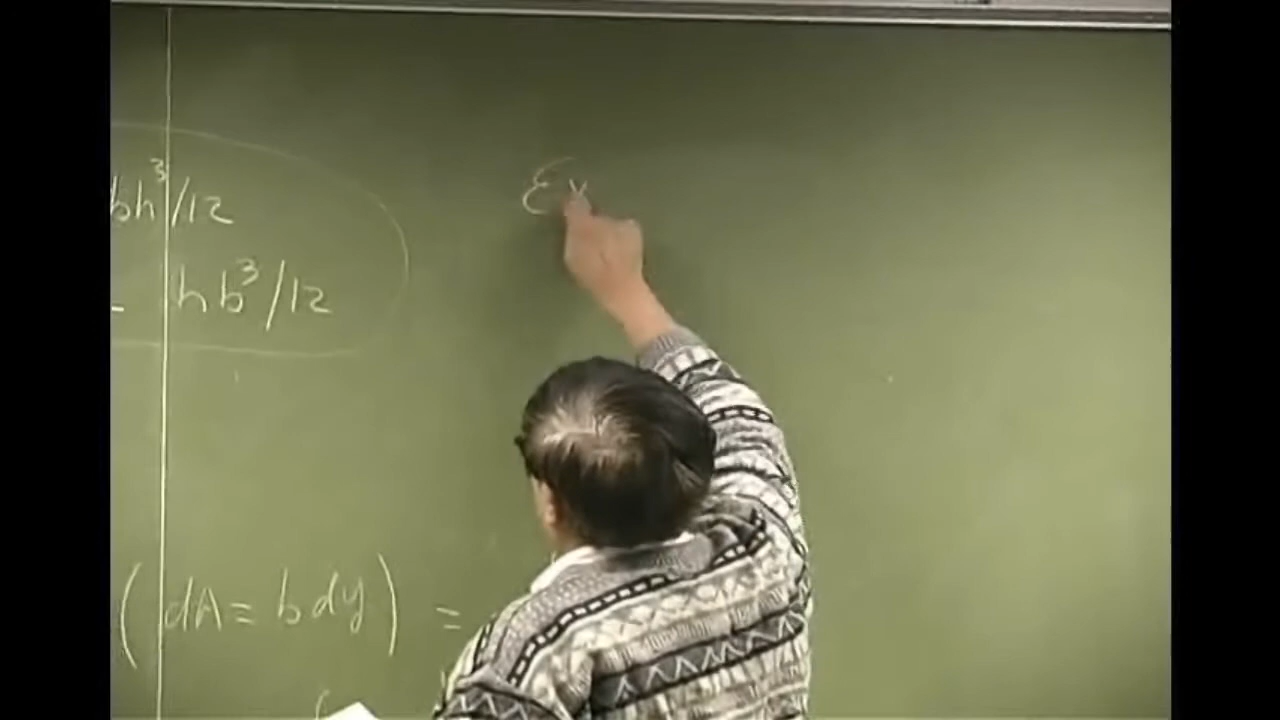 bh³/12
hb³/12
Ex
(dA = b dy) =